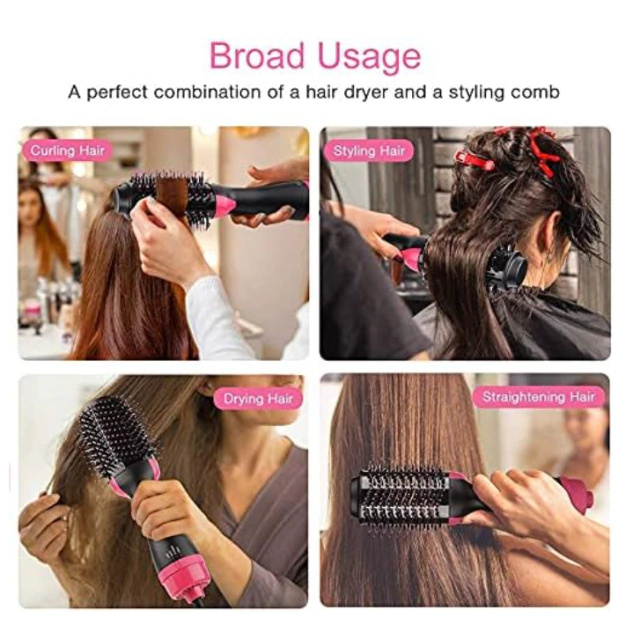 Broad Usage
A perfect combination of a hair dryer and a styling comb
Curling Hair
Styling Hair
Drying Hair
Straightening Hair